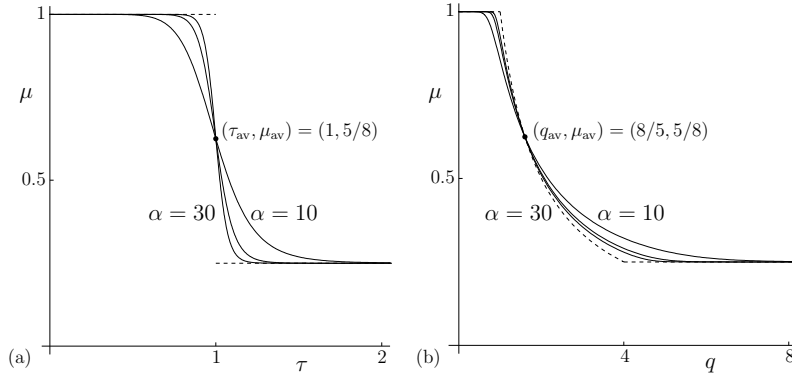 1
μ
(τ_av, μ_av) = (1, 5/8)
0.5
α = 30
α = 10
(a)
1
τ
2
1
μ
(q_av, μ_av) = (8/5, 5/8)
0.5
α = 30
α = 10
(b)
4
q
8